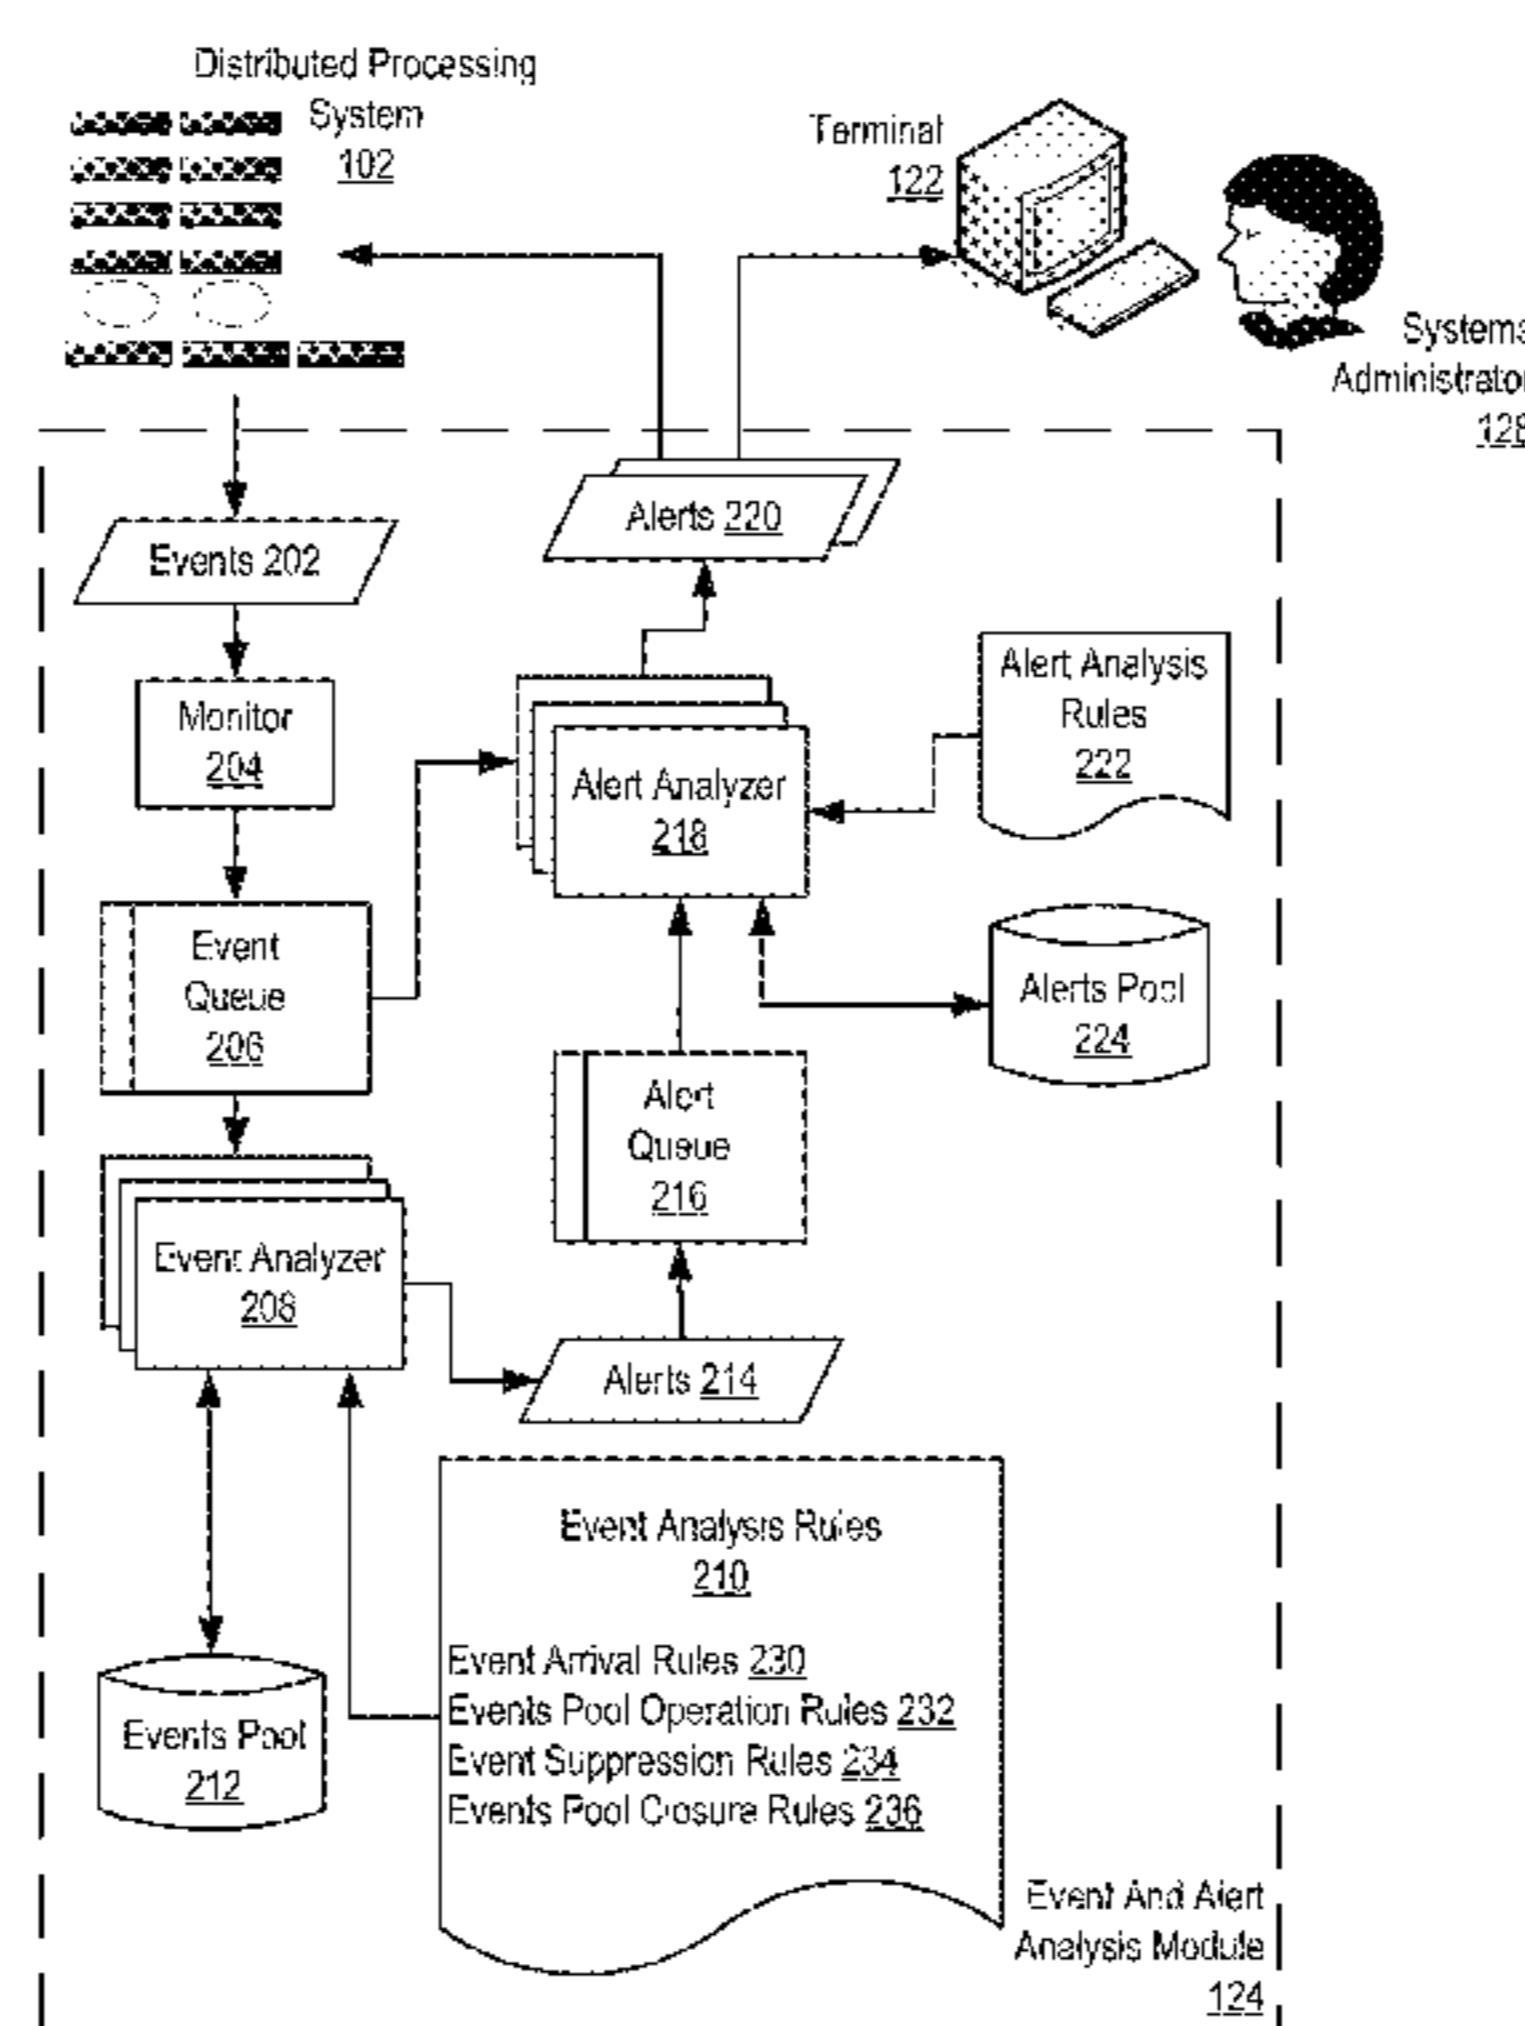 Distributed Processing
System
102
Terminal
122
Systems
Administrator
128
Alerts 220
Events 202
Monitor
204
Alert Analysis
Rules
222
Alert Analyzer
218
Event
Queue
206
Alerts Pool
224
Alert
Queue
216
Event Analyzer
208
Alerts 214
Event Analysis Rules
210
Event Arrival Rules 230
Events Pool Operation Rules 232
Event Suppression Rules 234
Events Pool Closure Rules 236
Events Pool
212
Event And Alert
Analysis Module
124